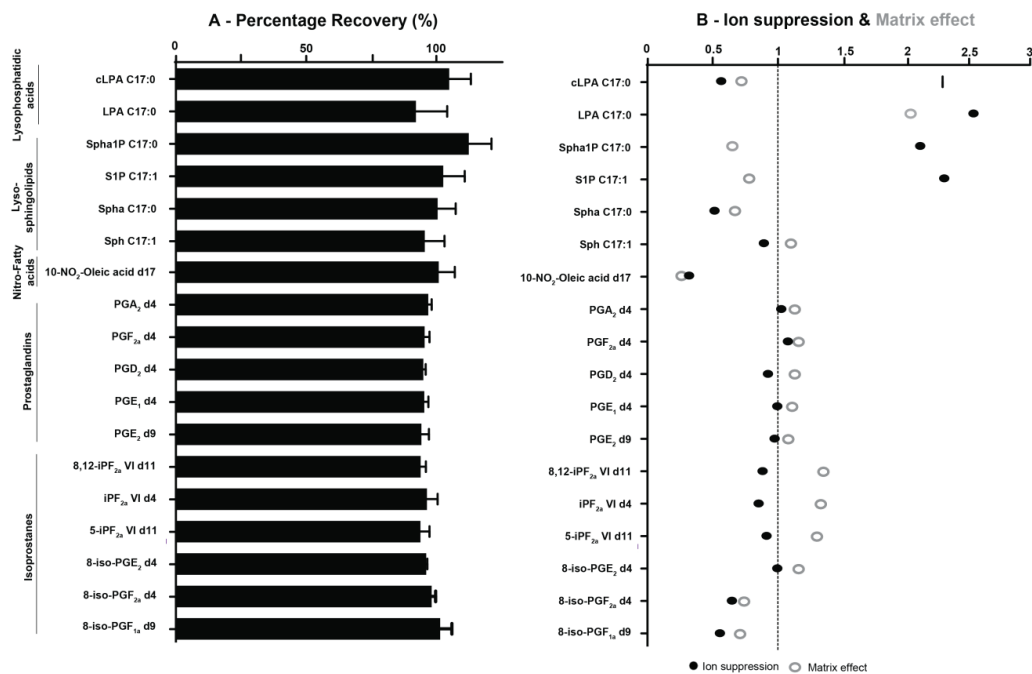 A - Percentage Recovery (%)
0 50 100
Lysophosphatidic
acids
cLPA C17:0
LPA C17:0
Lyso-
sphingolipids
Spha1P C17:0
S1P C17:1
Spha C17:0
Sph C17:1
Nitro-Fatty
acids
10-NO₂-Oleic acid d17
Prostaglandins
PGA₂ d4
PGF₂ₐ d4
PGD₂ d4
PGE₁ d4
PGE₂ d9
Isoprostanes
8,12-iPF₂ₐ VI d11
iPF₂ₐ VI d4
5-iPF₂ₐ VI d11
8-iso-PGE₂ d4
8-iso-PGF₂ₐ d4
8-iso-PGF₁ₐ d9
B - Ion suppression & Matrix effect
0 0.5 1 1.5 2 2.5 3
cLPA C17:0
LPA C17:0
Spha1P C17:0
S1P C17:1
Spha C17:0
Sph C17:1
10-NO₂-Oleic acid d17
PGA₂ d4
PGF₂ₐ d4
PGD₂ d4
PGE₁ d4
PGE₂ d9
8,12-iPF₂ₐ VI d11
iPF₂ₐ VI d4
5-iPF₂ₐ VI d11
8-iso-PGE₂ d4
8-iso-PGF₂ₐ d4
8-iso-PGF₁ₐ d9
Ion suppression Matrix effect